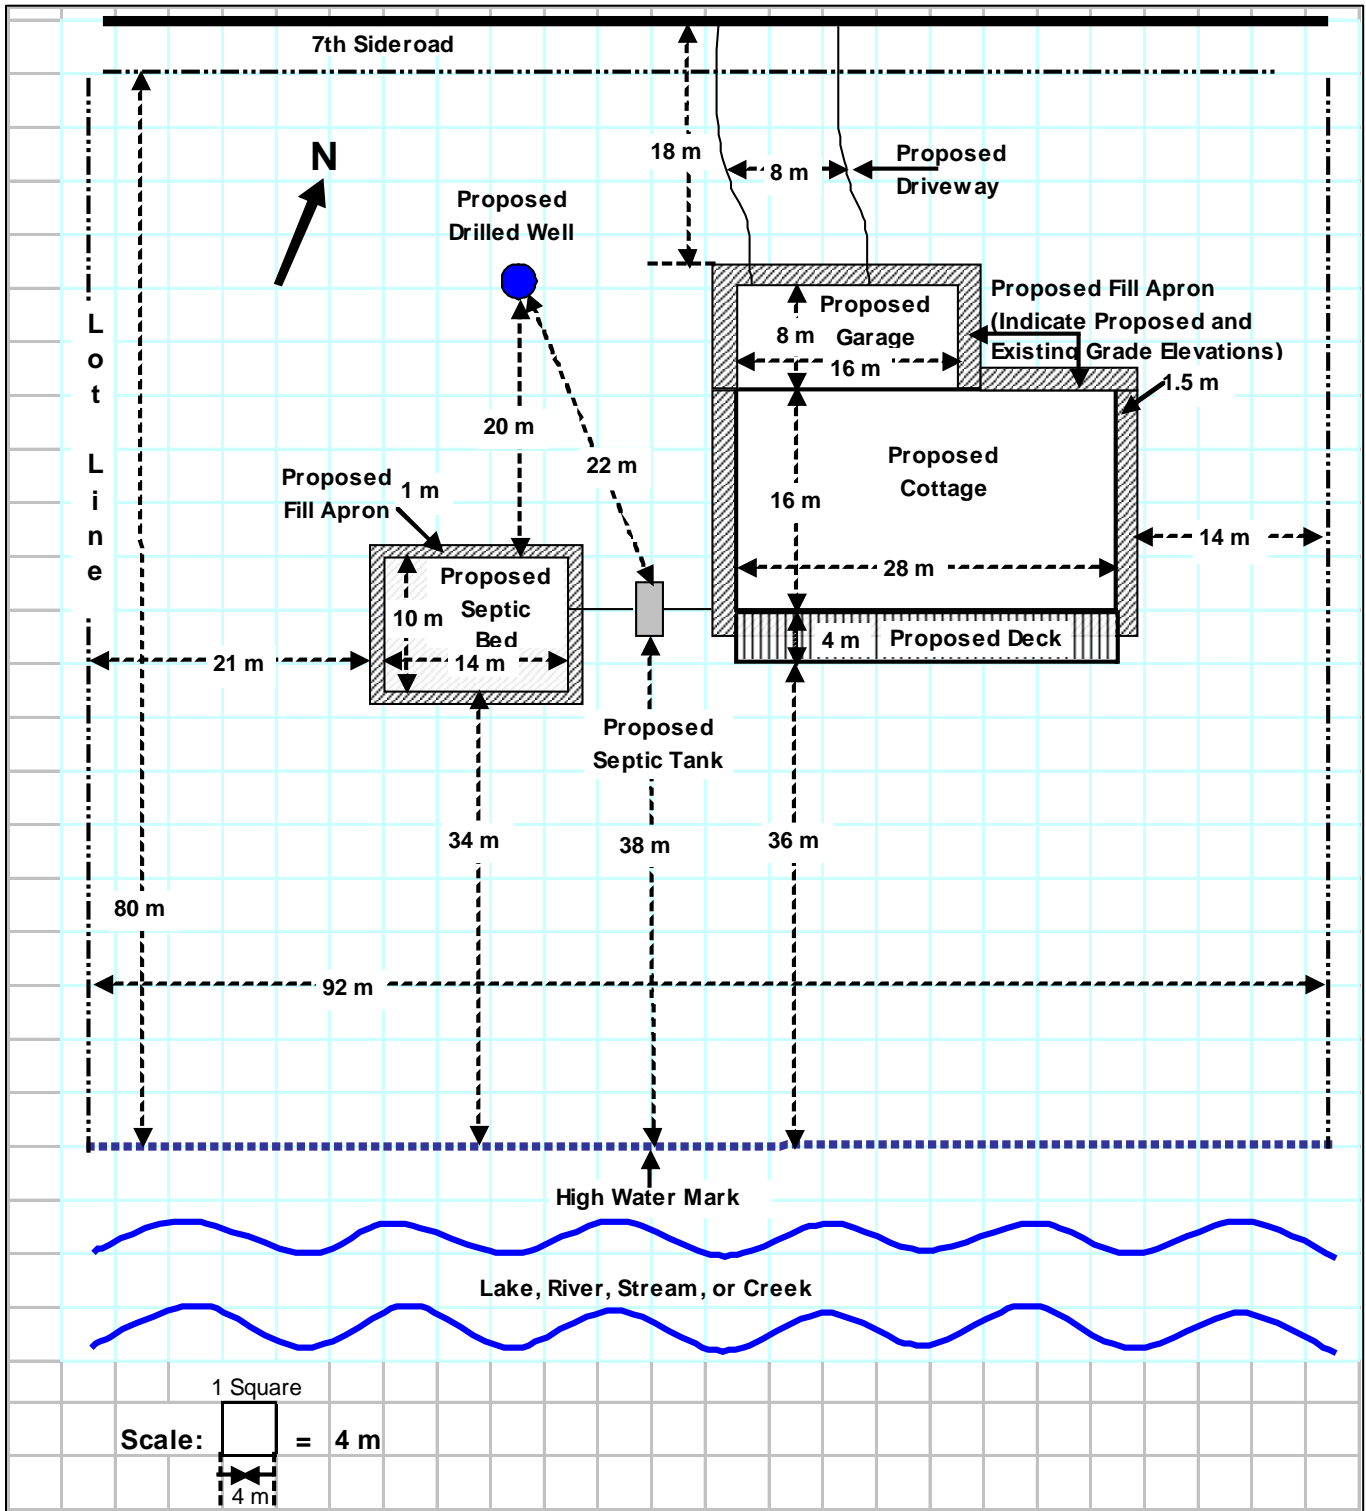 7th Sideroad
N
18 m
8 m
Proposed
Driveway
Proposed
Drilled Well
Proposed Fill Apron
(Indicate Proposed and
Existing Grade Elevations)
1.5 m
Proposed
Garage
8 m
16 m
Lot Line
20 m
22 m
Proposed
Cottage
16 m
28 m
14 m
Proposed
Fill Apron
1 m
Proposed
Septic
Bed
10 m
14 m
21 m
4 m
Proposed Deck
Proposed
Septic Tank
34 m
38 m
36 m
80 m
92 m
High Water Mark
Lake, River, Stream, or Creek
1 Square
Scale: = 4 m
4 m